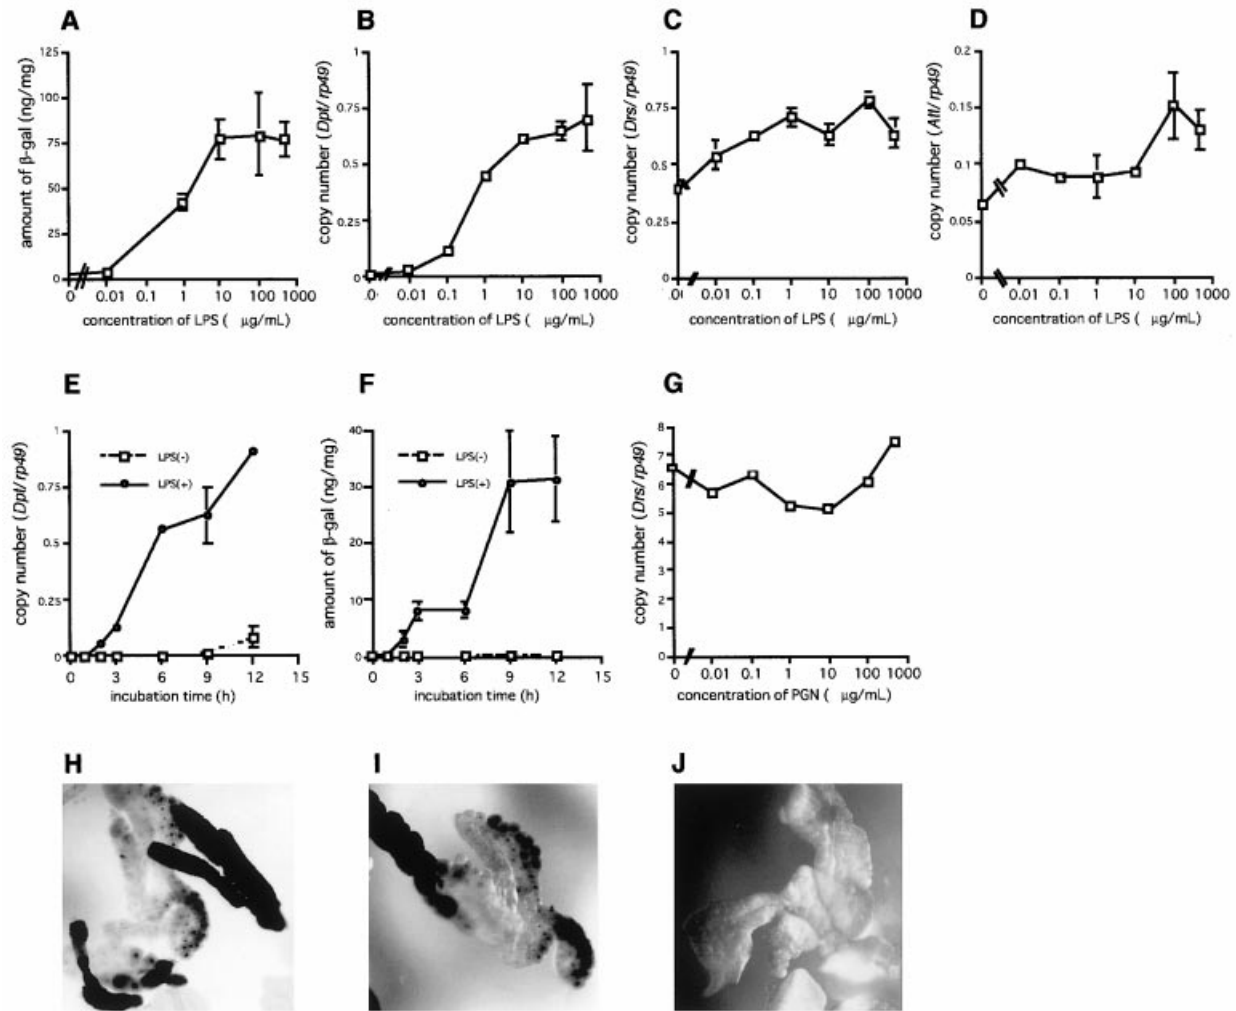 A
B
C
D
amount of β-gal (ng/mg)
125
100
75
50
25
0
0 0.01 0.1 1 10 100 1000
concentration of LPS ( μg/mL)
copy number (Dpt/rp49)
1
0.75
0.5
0.25
0
0 0.01 0.1 1 10 100 1000
concentration of LPS ( μg/mL)
copy number (Drs/rp49)
1
0.75
0.5
0.25
0
0 0.01 0.1 1 10 100 1000
concentration of LPS ( μg/mL)
copy number (Att/rp49)
0.2
0.15
0.1
0.05
0
0 0.01 0.1 1 10 100 1000
concentration of LPS ( μg/mL)
E
F
G
copy number (Dpt/rp49)
1
0.75
0.5
0.25
0
LPS(-)
LPS(+)
0 3 6 9 12 15
incubation time (h)
amount of β-gal (ng/mg)
40
30
20
10
0
LPS(-)
LPS(+)
0 3 6 9 12 15
incubation time (h)
copy number (Drs/rp49)
8
7
6
5
4
3
2
1
0
0 0.01 0.1 1 10 100 1000
concentration of PGN ( μg/mL)
H
I
J